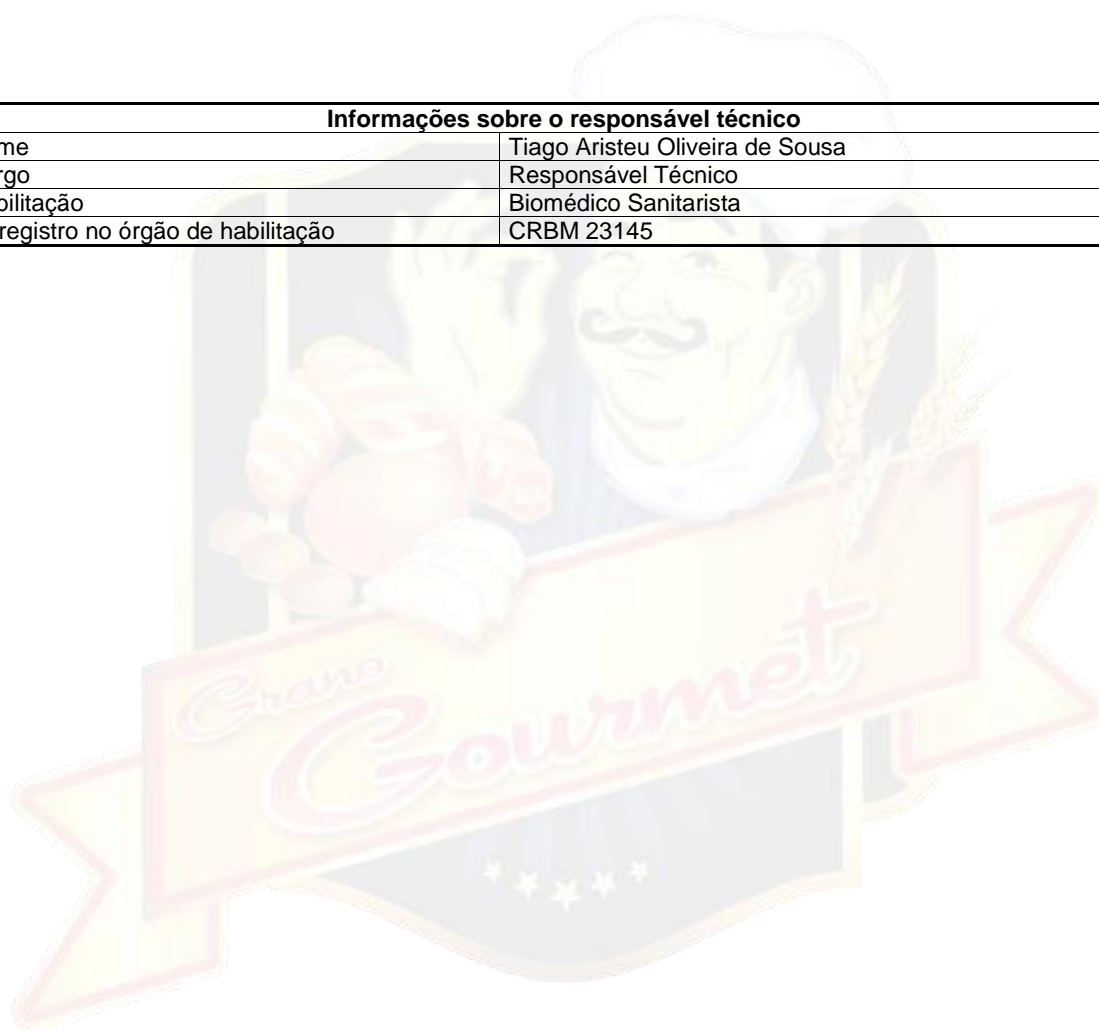 Informações sobre o responsável técnico
me Tiago Aristeu Oliveira de Sousa
rgo Responsável Técnico
bilitação Biomédico Sanitarista
registro no órgão de habilitação CRBM 23145
Grano
Gourmet